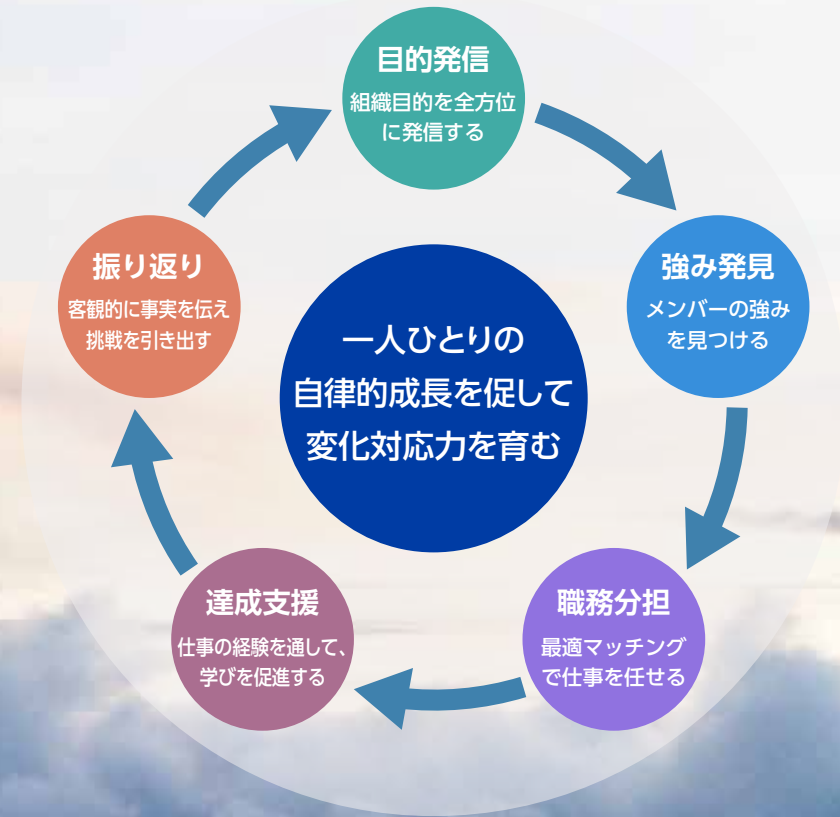 目的発信
組織目的を全方位
に発信する
強み発見
メンバーの強み
を見つける
職務分担
最適マッチング
で仕事を任せる
達成支援
仕事の経験を通して、
学びを促進する
振り返り
客観的に事実を伝え
挑戦を引き出す
一人ひとりの
自律的成長を促して
変化対応力を育む